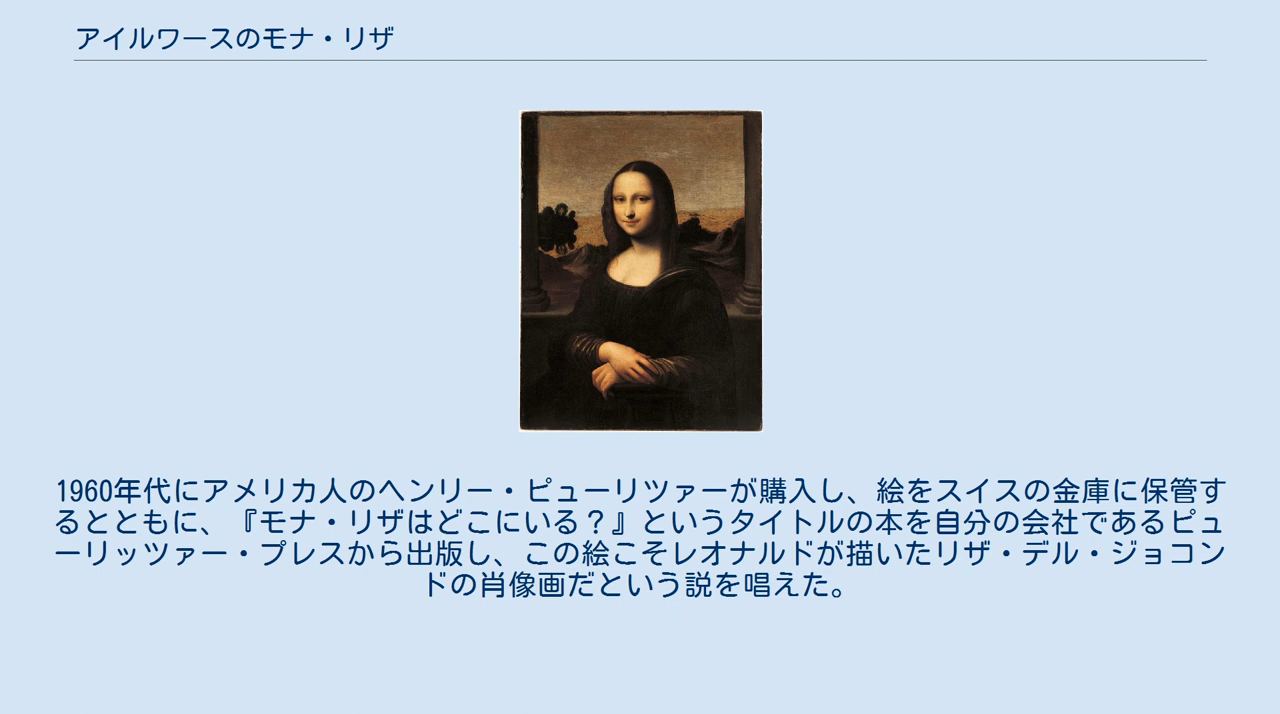 アイルワースのモナ・リザ
1960年代にアメリカ人のヘンリー・ピューリツァーが購入し、絵をスイスの金庫に保管す
るとともに、『モナ・リザはどこにいる？』というタイトルの本を自分の会社であるピュ
ーリッツァー・プレスから出版し、この絵こそレオナルドが描いたリザ・デル・ジョコン
ドの肖像画だという説を唱えた。